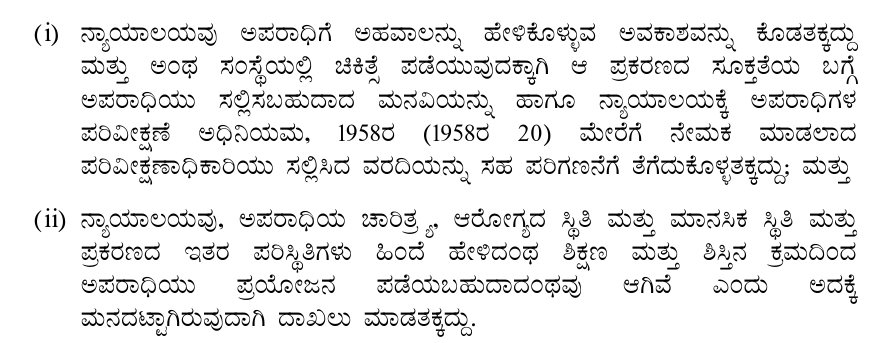 (i) ನ್ಯಾಯಾಲಯವು ಅಪರಾಧಿಗೆ ಅಹವಾಲನ್ನು ಹೇಳಿಕೊಳ್ಳುವ ಅವಕಾಶವನ್ನು ಕೊಡತಕ್ಕದ್ದು
ಮತ್ತು ಅಂಥ ಸಂಸ್ಥೆಯಲ್ಲಿ ಚಿಕಿತ್ಸೆ ಪಡೆಯುವುದಕ್ಕಾಗಿ ಆ ಪ್ರಕರಣದ ಸೂಕ್ತತೆಯ ಬಗ್ಗೆ
ಅಪರಾಧಿಯು ಸಲ್ಲಿಸಬಹುದಾದ ಮನವಿಯನ್ನು ಹಾಗೂ ನ್ಯಾಯಾಲಯಕ್ಕೆ ಅಪರಾಧಿಗಳ
ಪರಿವೀಕ್ಷಣೆ ಅಧಿನಿಯಮ, 1958ರ (1958ರ 20) ಮೇರೆಗೆ ನೇಮಕ ಮಾಡಲಾದ
ಪರಿವೀಕ್ಷಣಾಧಿಕಾರಿಯು ಸಲ್ಲಿಸಿದ ವರದಿಯನ್ನು ಸಹ ಪರಿಗಣನೆಗೆ ತೆಗೆದುಕೊಳ್ಳತಕ್ಕದ್ದು; ಮತ್ತು
(ii) ನ್ಯಾಯಾಲಯವು, ಅಪರಾಧಿಯ ಚಾರಿತ್ರ್ಯ, ಆರೋಗ್ಯದ ಸ್ಥಿತಿ ಮತ್ತು ಮಾನಸಿಕ ಸ್ಥಿತಿ ಮತ್ತು
ಪ್ರಕರಣದ ಇತರ ಪರಿಸ್ಥಿತಿಗಳು ಹಿಂದೆ ಹೇಳಿದಂಥ ಶಿಕ್ಷಣ ಮತ್ತು ಶಿಸ್ತಿನ ಕ್ರಮದಿಂದ
ಅಪರಾಧಿಯು ಪ್ರಯೋಜನ ಪಡೆಯಬಹುದಾದಂಥವು ಆಗಿವೆ ಎಂದು ಅದಕ್ಕೆ
ಮನದಟ್ಟಾಗಿರುವುದಾಗಿ ದಾಖಲು ಮಾಡತಕ್ಕದ್ದು.